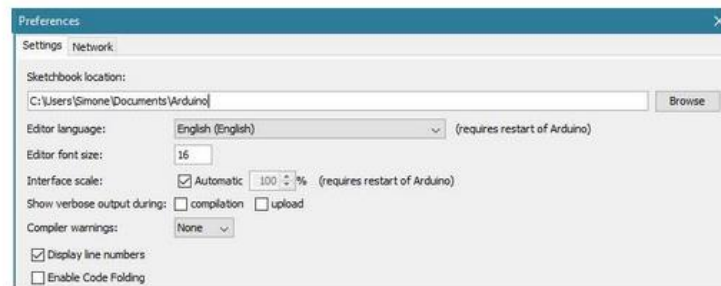 Preferences
Settings Network
Sketchbook location:
C:\Users\Simone\Documents\Arduino Browse
Editor language: English (English) (requires restart of Arduino)
Editor font size: 16
Interface scale: Automatic 100 % (requires restart of Arduino)
Show verbose output during: compilation upload
Compiler warnings: None
Display line numbers
Enable Code Folding